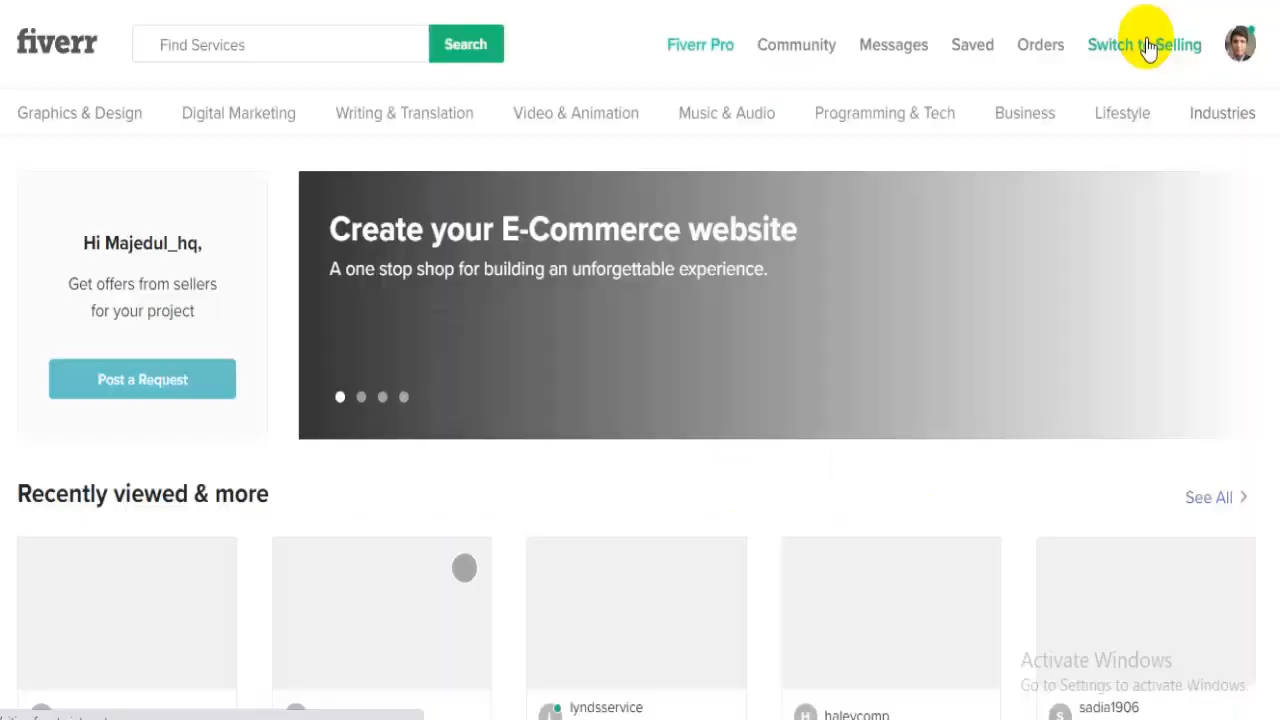 fiverr
Find Services
Search
Fiverr Pro
Community
Messages
Saved
Orders
Switch to Selling
Graphics & Design
Digital Marketing
Writing & Translation
Video & Animation
Music & Audio
Programming & Tech
Business
Lifestyle
Industries
Hi Majedul_hq,
Get offers from sellers
for your project
Post a Request
Create your E-Commerce website
A one stop shop for building an unforgettable experience.
Recently viewed & more
See All
lyndsservice
H
haleycomp
S
sadia1906
Activate Windows
Go to Settings to activate Windows.